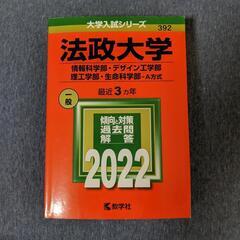 大学入試シリーズ
392
法政大学
情報科学部・デザイン工学部
理工学部・生命科学部-A方式
最近3カ年
一般
傾向と対策
過去問
解答
2022
教学社